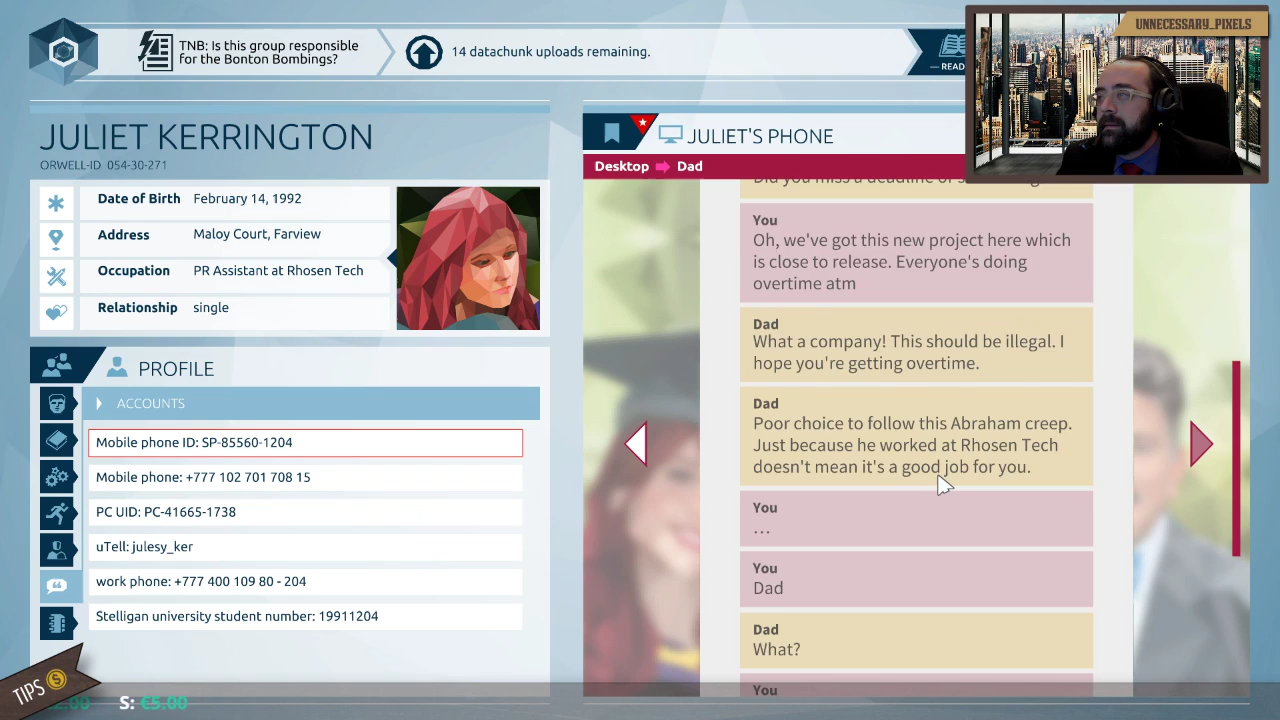 TNB: Is this group responsible
for the Bonton Bombings?
14 datachunk uploads remaining.
— READ
UNNECESSARY_PIXELS
JULIET KERRINGTON
ORWELL-ID 054-30-271
Date of Birth February 14, 1992
Address Maloy Court, Farview
Occupation PR Assistant at Rhosen Tech
Relationship single
PROFILE
ACCOUNTS
Mobile phone ID: SP-85560-1204
Mobile phone: +777 102 701 708 15
PC UID: PC-41665-1738
uTell: julesy_ker
work phone: +777 400 109 80 - 204
Stelligan university student number: 19911204
TIPS
S: €5.00
JULIET'S PHONE
Desktop Dad
Did you miss a deadline or
You
Oh, we've got this new project here which
is close to release. Everyone's doing
overtime atm
Dad
What a company! This should be illegal. I
hope you're getting overtime.
Dad
Poor choice to follow this Abraham creep.
Just because he worked at Rhosen Tech
doesn't mean it's a good job for you.
You
...
You
Dad
Dad
What?
You